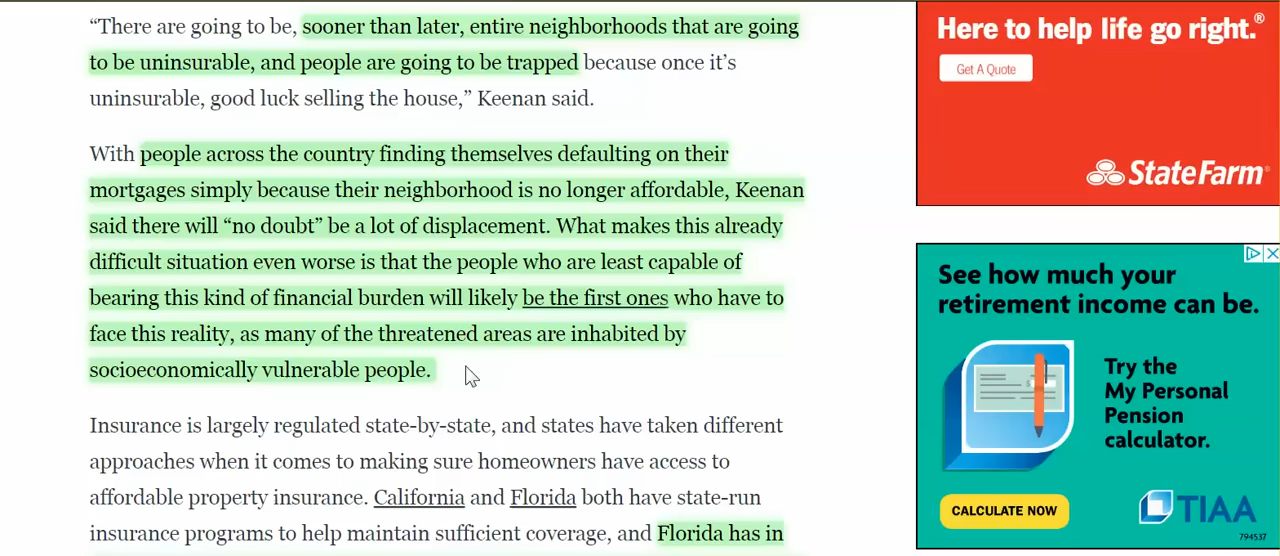 “There are going to be, sooner than later, entire neighborhoods that are going
to be uninsurable, and people are going to be trapped because once it’s
uninsurable, good luck selling the house,” Keenan said.
With people across the country finding themselves defaulting on their
mortgages simply because their neighborhood is no longer affordable, Keenan
said there will “no doubt” be a lot of displacement. What makes this already
difficult situation even worse is that the people who are least capable of
bearing this kind of financial burden will likely be the first ones who have to
face this reality, as many of the threatened areas are inhabited by
socioeconomically vulnerable people.
Insurance is largely regulated state-by-state, and states have taken different
approaches when it comes to making sure homeowners have access to
affordable property insurance. California and Florida both have state-run
insurance programs to help maintain sufficient coverage, and Florida has in
Here to help life go right.®
Get A Quote
StateFarm
See how much your
retirement income can be.
Try the
My Personal
Pension
calculator.
CALCULATE NOW
TIAA
794537